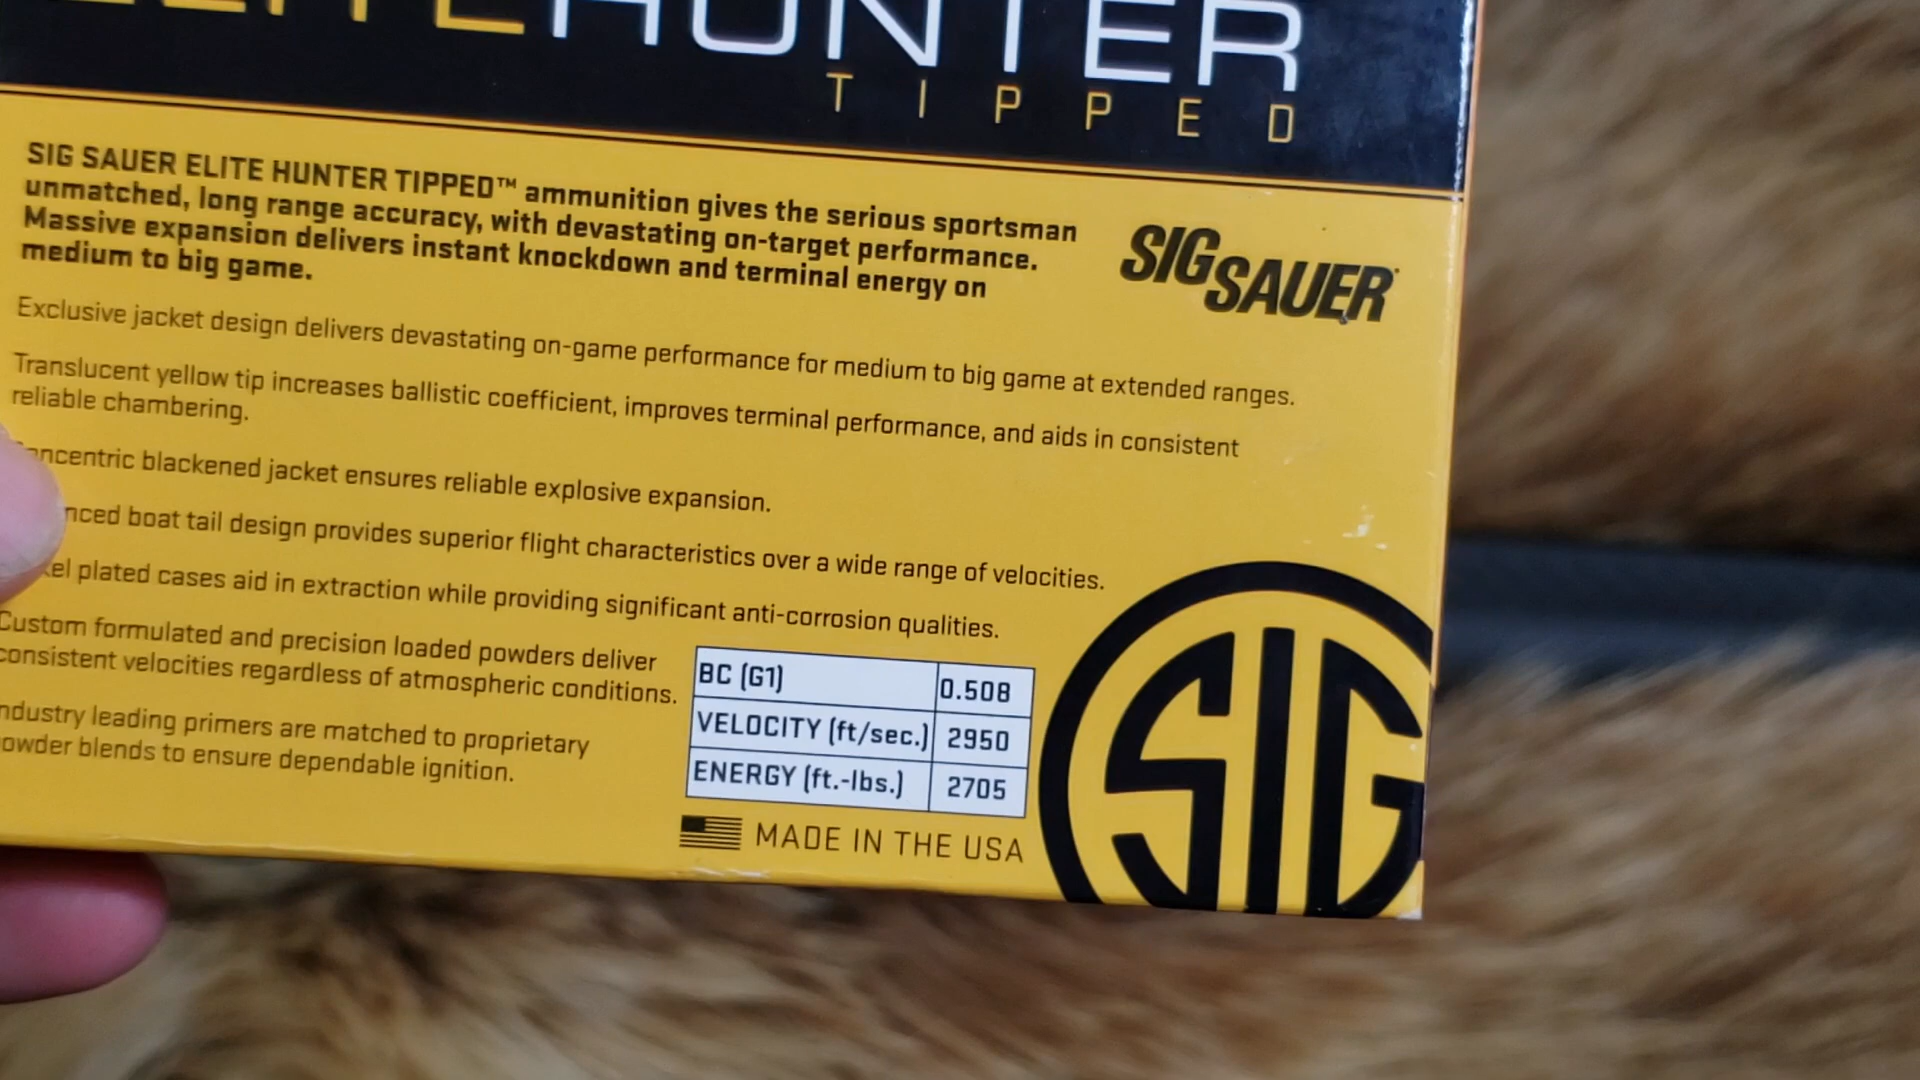 HUNTER
TIPPED
SIG SAUER ELITE HUNTER TIPPED™ ammunition gives the serious sportsman
unmatched, long range accuracy, with devastating on-target performance.
Massive expansion delivers instant knockdown and terminal energy on
medium to big game.
SIG SAUER
Exclusive jacket design delivers devastating on-game performance for medium to big game at extended ranges.
Translucent yellow tip increases ballistic coefficient, improves terminal performance, and aids in consistent
reliable chambering.
blackened jacket ensures reliable explosive expansion.
boat tail design provides superior flight characteristics over a wide range of velocities.
plated cases aid in extraction while providing significant anti-corrosion qualities.
Custom formulated and precision loaded powders deliver
consistent velocities regardless of atmospheric conditions.
ndustry leading primers are matched to proprietary
owder blends to ensure dependable ignition.
BC (G1) 0.508
VELOCITY (ft/sec.) 2950
ENERGY (ft.-lbs.) 2705
MADE IN THE USA
SIG